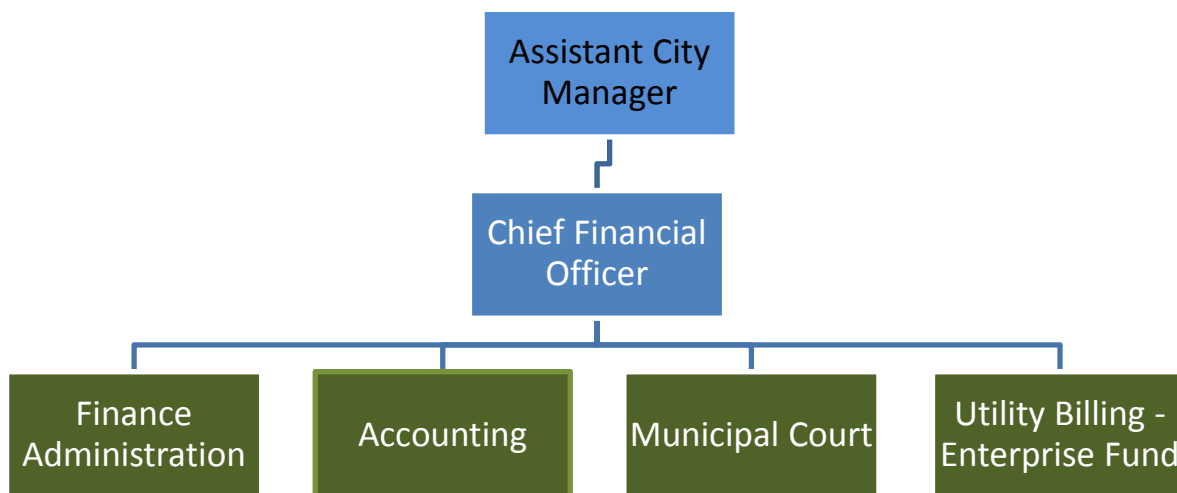 Assistant City
Manager
Chief Financial
Officer
Finance
Administration
Accounting
Municipal Court
Utility Billing -
Enterprise Fund